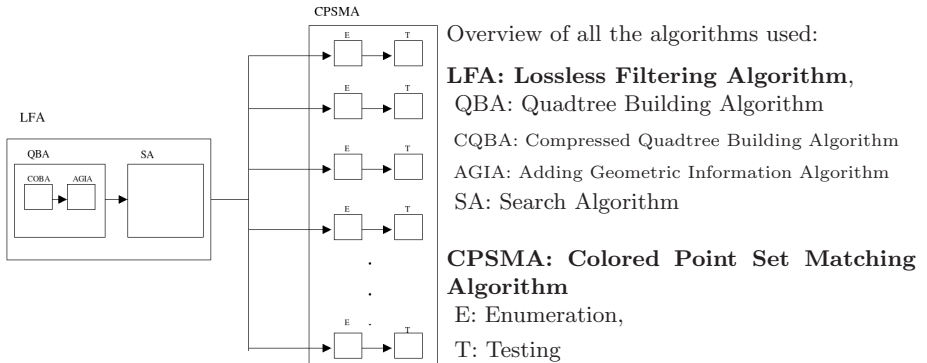 CPSMA
E T
E T
LFA
QBA SA
COBA AGIA
E T
E T
.
.
.
E T
Overview of all the algorithms used:
LFA: Lossless Filtering Algorithm,
QBA: Quadtree Building Algorithm
CQBA: Compressed Quadtree Building Algorithm
AGIA: Adding Geometric Information Algorithm
SA: Search Algorithm
CPSMA: Colored Point Set Matching
Algorithm
E: Enumeration,
T: Testing